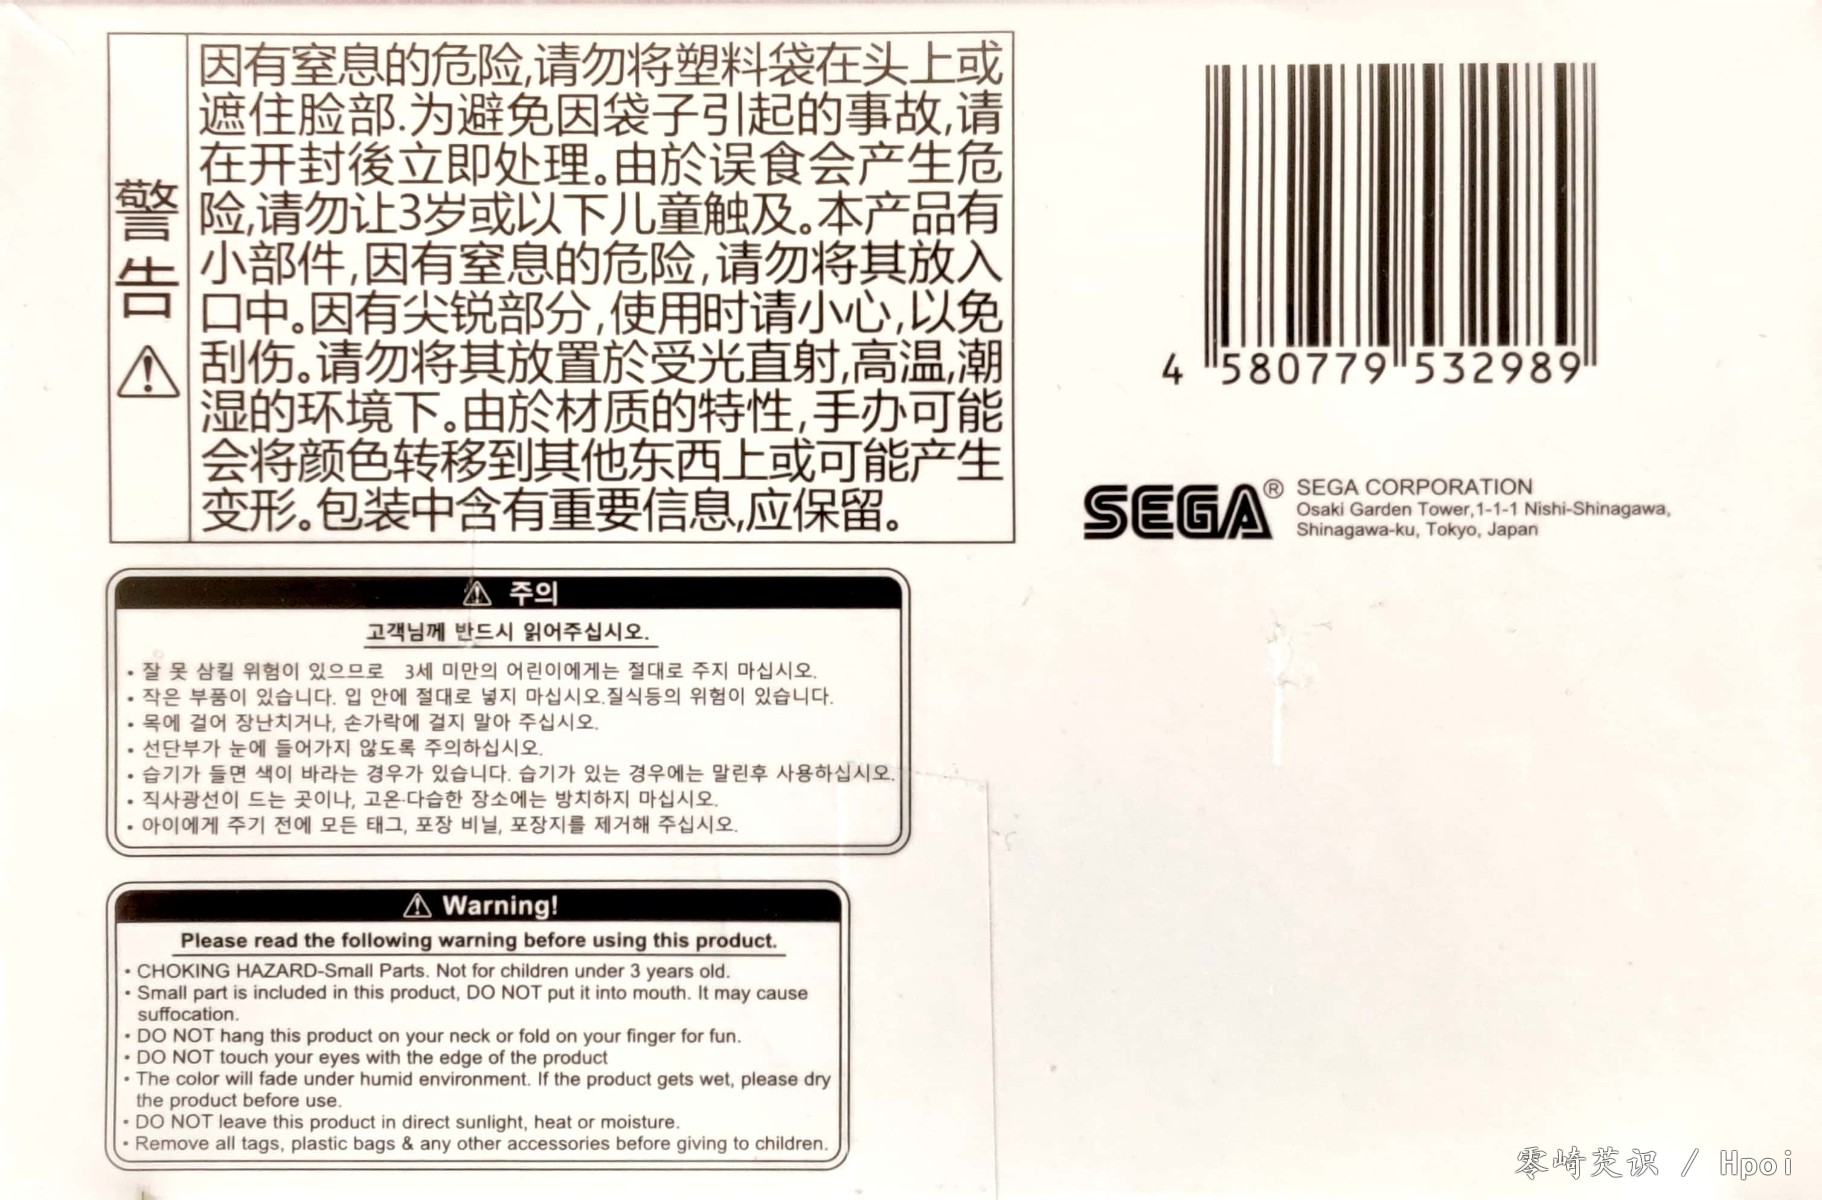 警告
因有窒息的危险,请勿将塑料袋在头上或
遮住脸部.为避免因袋子引起的事故,请
在开封後立即处理。由於误食会产生危
险,请勿让3岁或以下儿童触及。本产品有
小部件,因有窒息的危险,请勿将其放入
口中。因有尖锐部分,使用时请小心,以免
刮伤。请勿将其放置於受光直射,高温,潮
湿的环境下。由於材质的特性,手办可能
会将颜色转移到其他东西上或可能产生
变形。包装中含有重要信息,应保留。
4 580779 532989
SEGA® SEGA CORPORATION
Osaki Garden Tower,1-1-1 Nishi-Shinagawa,
Shinagawa-ku, Tokyo, Japan
주의
고객님께 반드시 읽어주십시오.
• 잘 못 삼킬 위험이 있으므로 3세 미만의 어린이에게는 절대로 주지 마십시오.
• 작은 부품이 있습니다. 입 안에 절대로 넣지 마십시오.질식등의 위험이 있습니다.
• 목에 걸어 장난치거나, 손가락에 걸지 말아 주십시오.
• 선단부가 눈에 들어가지 않도록 주의하십시오.
• 습기가 들면 색이 바라는 경우가 있습니다. 습기가 있는 경우에는 말린후 사용하십시오.
• 직사광선이 드는 곳이나, 고온·다습한 장소에는 방치하지 마십시오.
• 아이에게 주기 전에 모든 태그, 포장 비닐, 포장지를 제거해 주십시오.
Warning!
Please read the following warning before using this product.
• CHOKING HAZARD-Small Parts. Not for children under 3 years old.
• Small part is included in this product, DO NOT put it into mouth. It may cause
suffocation.
• DO NOT hang this product on your neck or fold on your finger for fun.
• DO NOT touch your eyes with the edge of the product
• The color will fade under humid environment. If the product gets wet, please dry
the product before use.
• DO NOT leave this product in direct sunlight, heat or moisture.
• Remove all tags, plastic bags & any other accessories before giving to children.
零崎芡识 / Hpoi